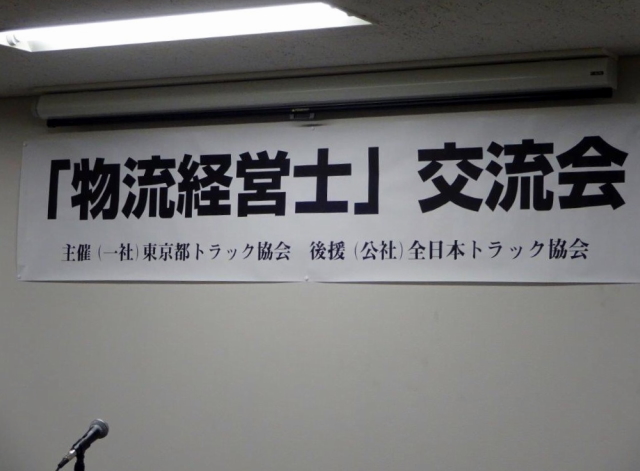 「物流経営士」交流会
主催(一社)東京都トラック協会 後援(公社)全日本トラック協会